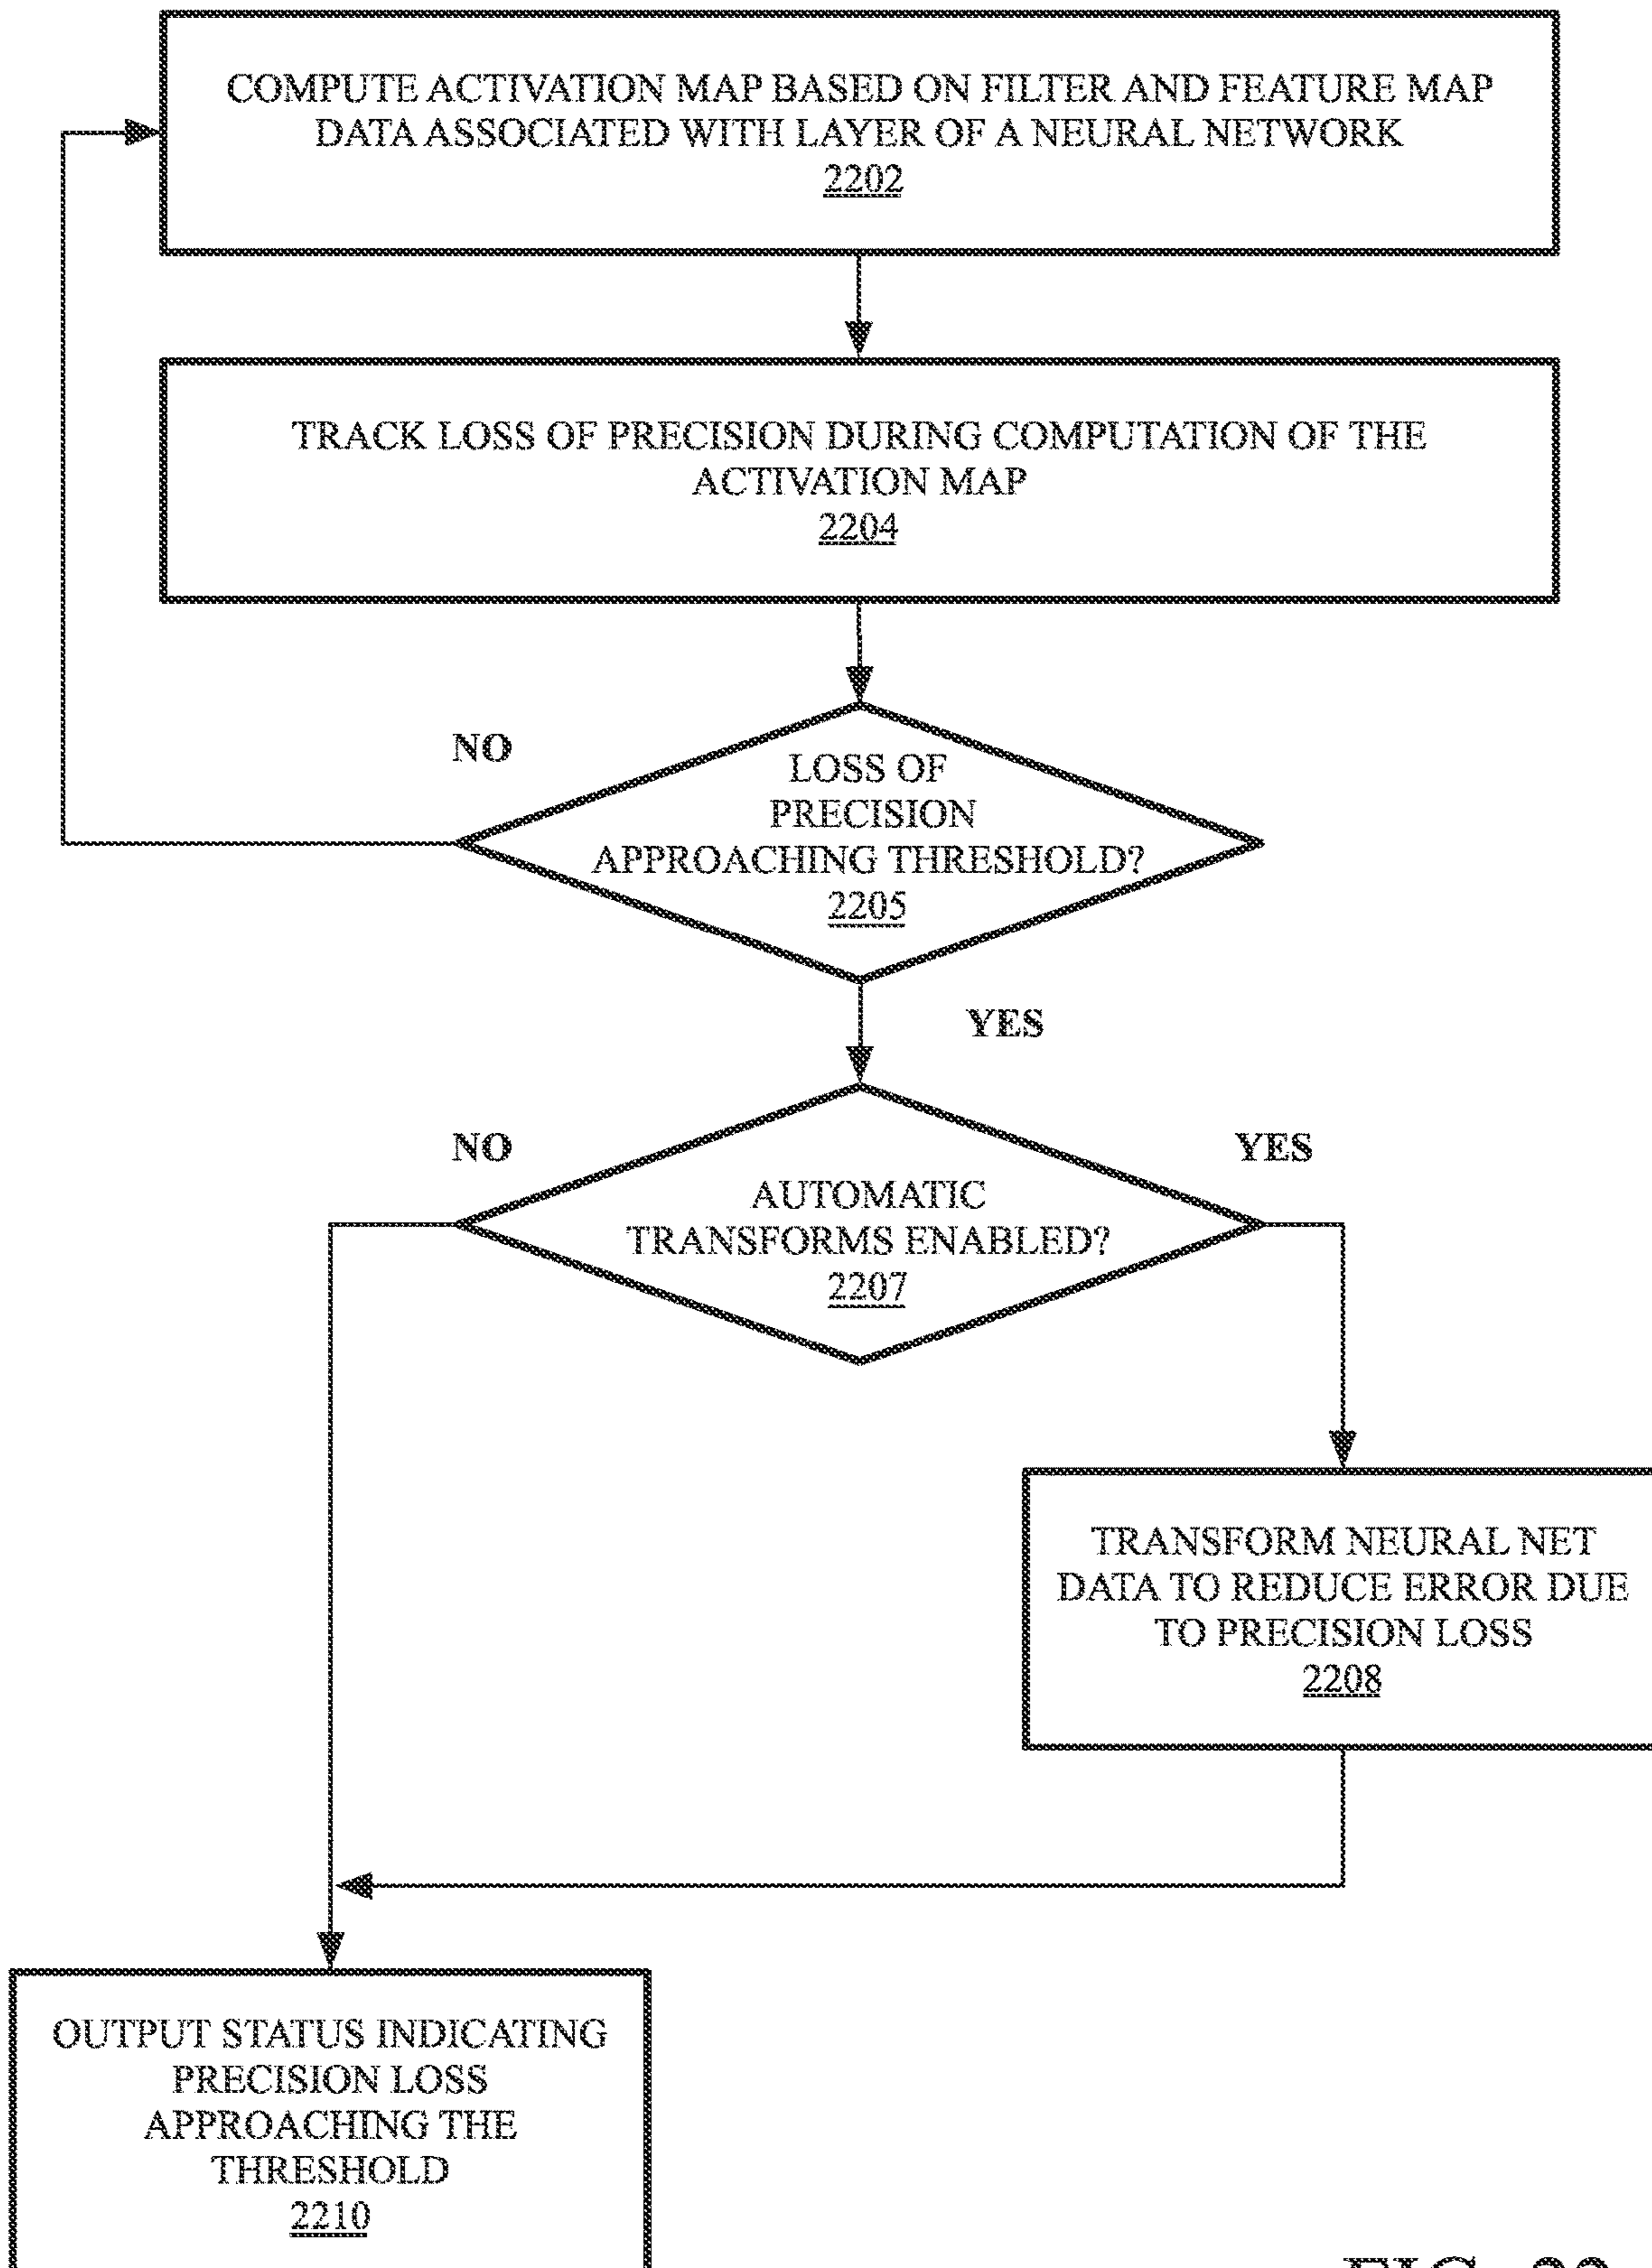 COMPUTE ACTIVATION MAP BASED ON FILTER AND FEATURE MAP
DATA ASSOCIATED WITH LAYER OF A NEURAL NETWORK
2202
TRACK LOSS OF PRECISION DURING COMPUTATION OF THE
ACTIVATION MAP
2204
NO
LOSS OF
PRECISION
APPROACHING THRESHOLD?
2205
YES
NO
YES
AUTOMATIC
TRANSFORMS ENABLED?
2207
TRANSFORM NEURAL NET
DATA TO REDUCE ERROR DUE
TO PRECISION LOSS
2208
OUTPUT STATUS INDICATING
PRECISION LOSS
APPROACHING THE
THRESHOLD
2210